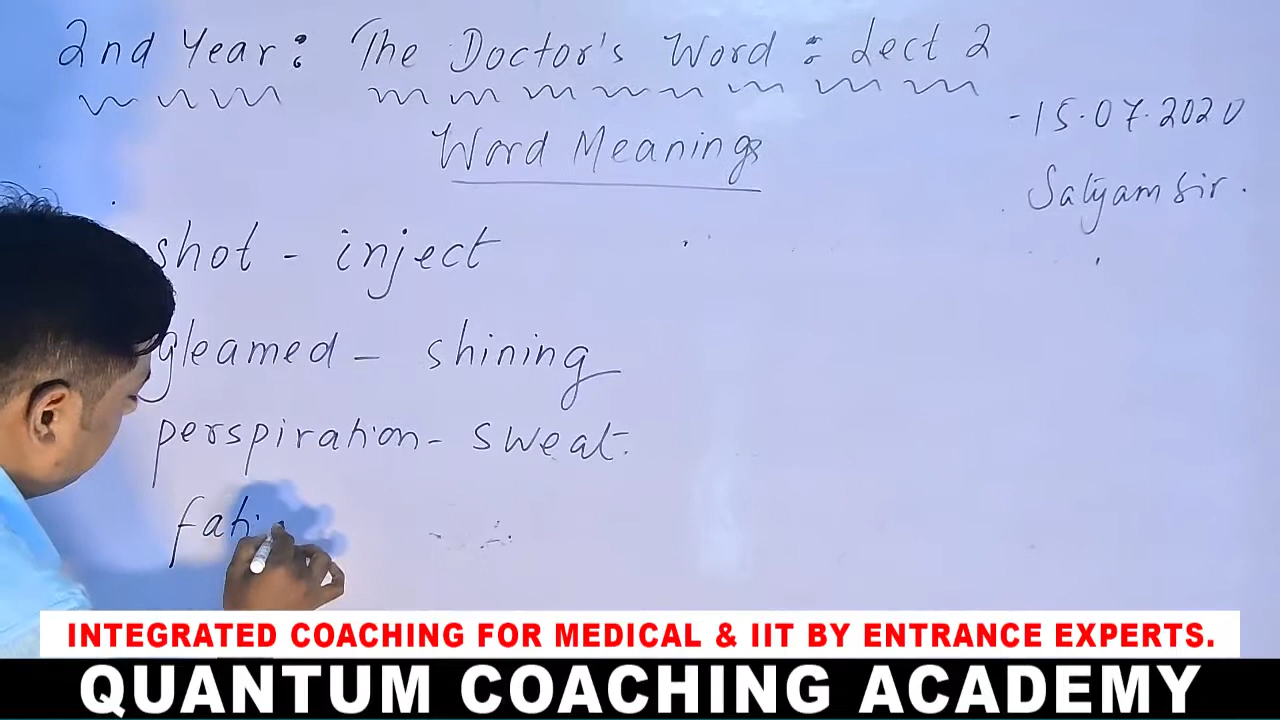 2nd Year: The Doctor's Word: Lect 2
-15.07.2020
Word Meanings
Satyam Sir.
shot - inject
gleamed - shining
perspiration - sweat.
INTEGRATED COACHING FOR MEDICAL & IIT BY ENTRANCE EXPERTS.
QUANTUM COACHING ACADEMY